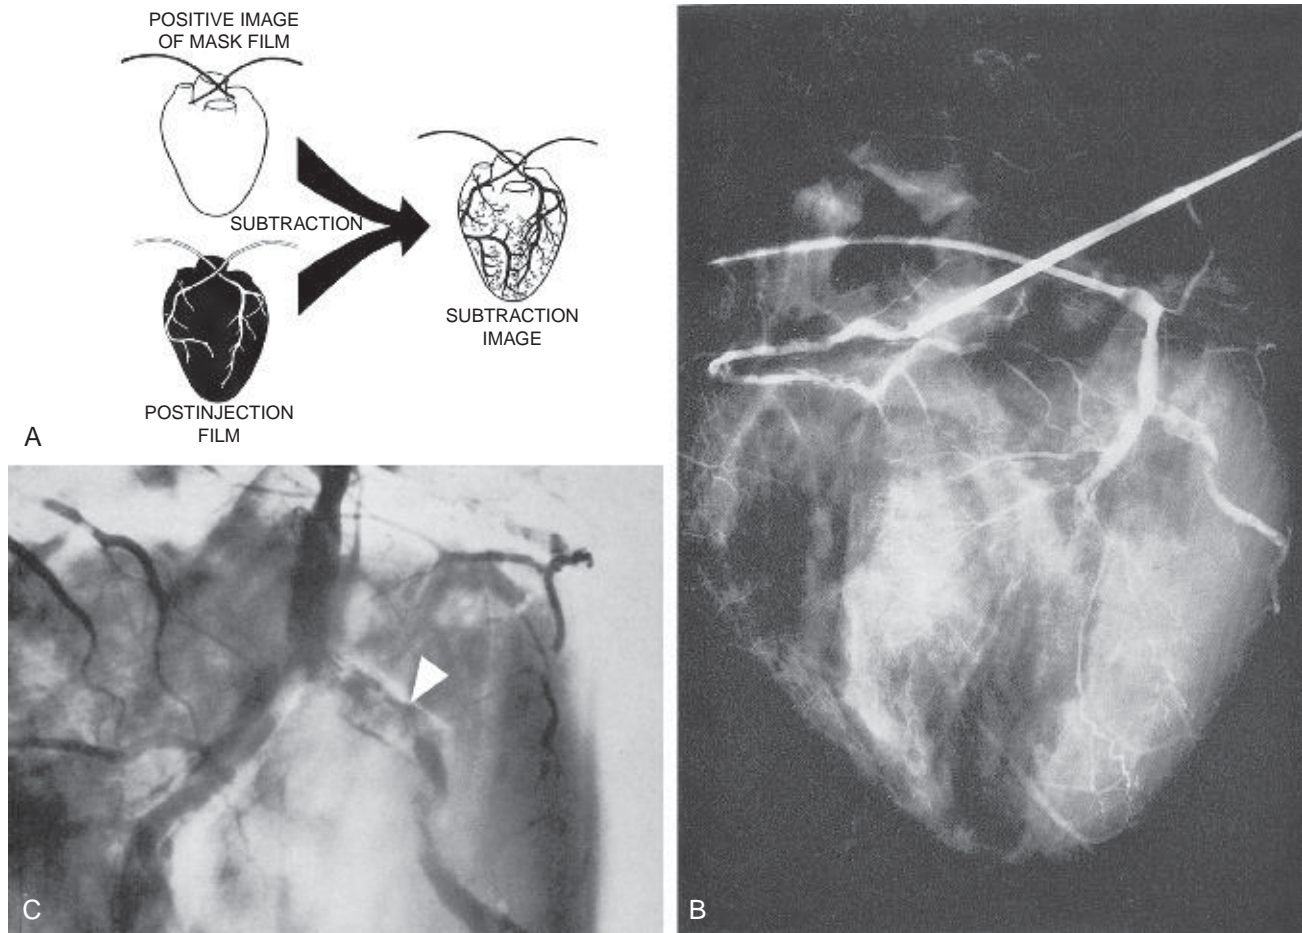 POSITIVE IMAGE
OF MASK FILM
SUBTRACTION
SUBTRACTION
IMAGE
POSTINJECTION
FILM
A
B
C